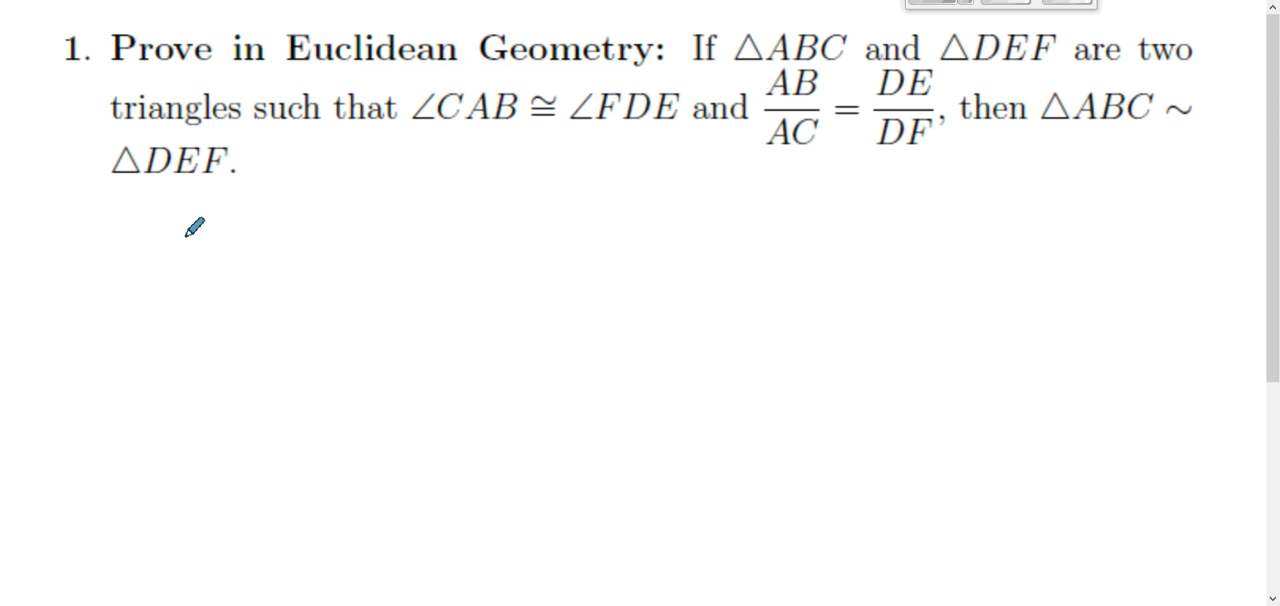 1. Prove in Euclidean Geometry: If △ABC and △DEF are two
triangles such that ∠CAB ≅ ∠FDE and AB/AC = DE/DF, then △ABC ∼
△DEF.